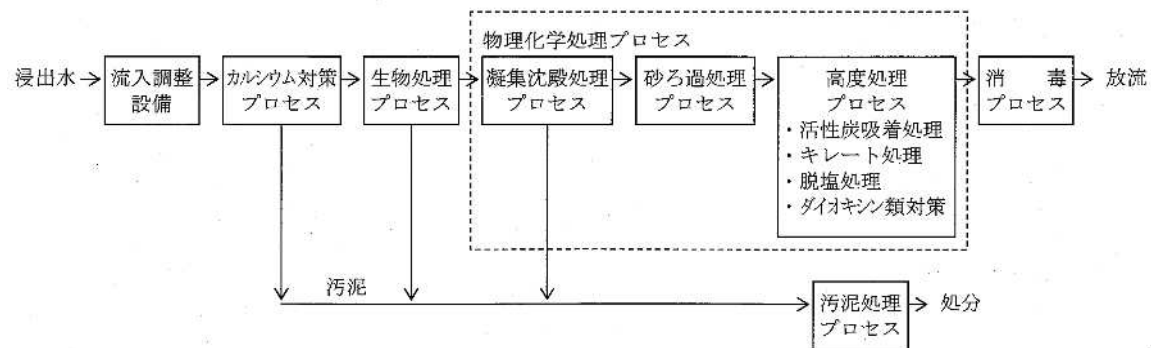 物理化学処理プロセス
浸出水
流入調整
設備
カルシウム対策
プロセス
生物処理
プロセス
凝集沈殿処理
プロセス
砂ろ過処理
プロセス
高度処理
プロセス
・活性炭吸着処理
・キレート処理
・脱塩処理
・ダイオキシン類対策
消　毒
プロセス
放流
汚泥
汚泥処理
プロセス
処分